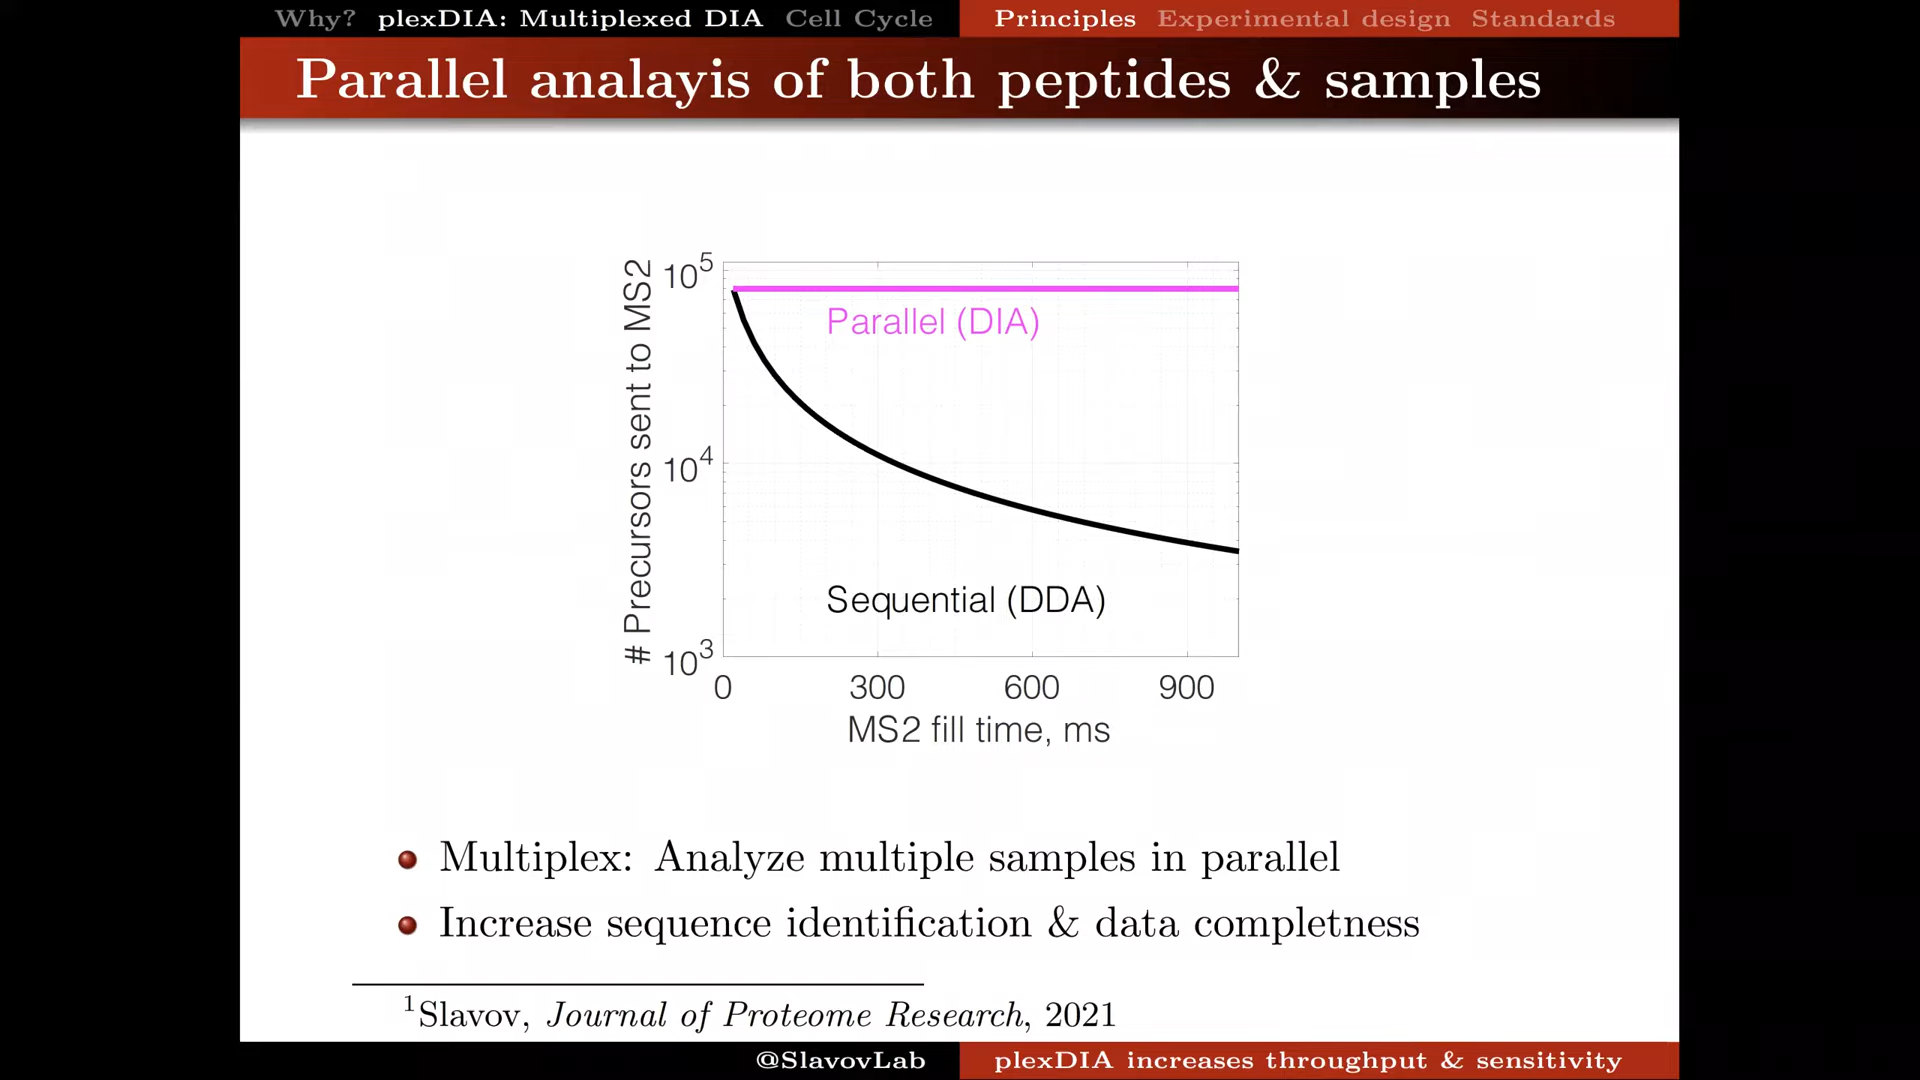 Why? plexDIA: Multiplexed DIA Cell Cycle Principles Experimental design Standards
Parallel analayis of both peptides & samples
# Precursors sent to MS2
10^5
10^4
10^3
Parallel (DIA)
Sequential (DDA)
0 300 600 900
MS2 fill time, ms
Multiplex: Analyze multiple samples in parallel
Increase sequence identification & data completness
^1Slavov, Journal of Proteome Research, 2021
@SlavovLab plexDIA increases throughput & sensitivity